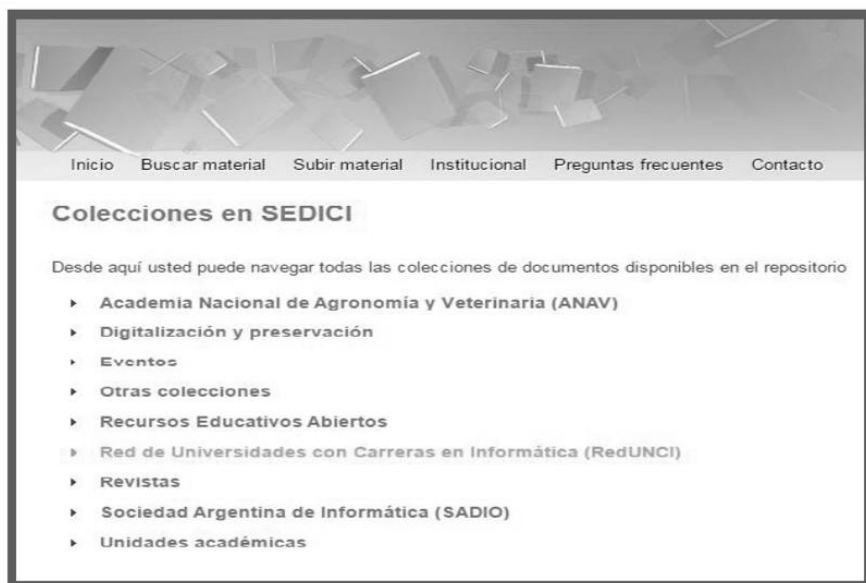 Inicio Buscar material Subir material Institucional Preguntas frecuentes Contacto
Colecciones en SEDICI
Desde aquí usted puede navegar todas las colecciones de documentos disponibles en el repositorio
Academia Nacional de Agronomía y Veterinaria (ANAV)
Digitalización y preservación
Eventos
Otras colecciones
Recursos Educativos Abiertos
Red de Universidades con Carreras en Informática (RedUNCI)
Revistas
Sociedad Argentina de Informática (SADIO)
Unidades académicas